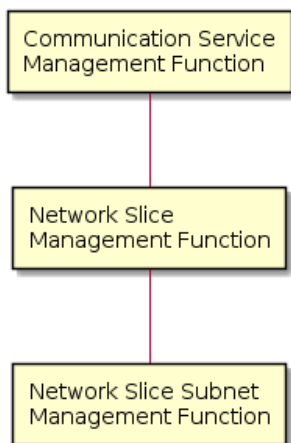 Communication Service
Management Function
Network Slice
Management Function
Network Slice Subnet
Management Function